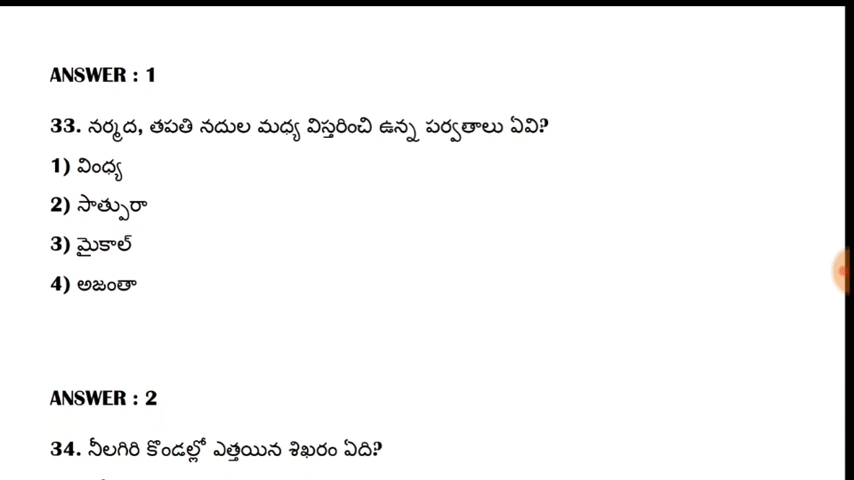 ANSWER : 1
33. నర్మద, తపతి నదుల మధ్య విస్తరించి ఉన్న పర్వతాలు ఏవి?
1) వింధ్య
2) సాత్పురా
3) మైకాల్
4) అజంతా
ANSWER : 2
34. నీలగిరి కొండల్లో ఎత్తయిన శిఖరం ఏది?